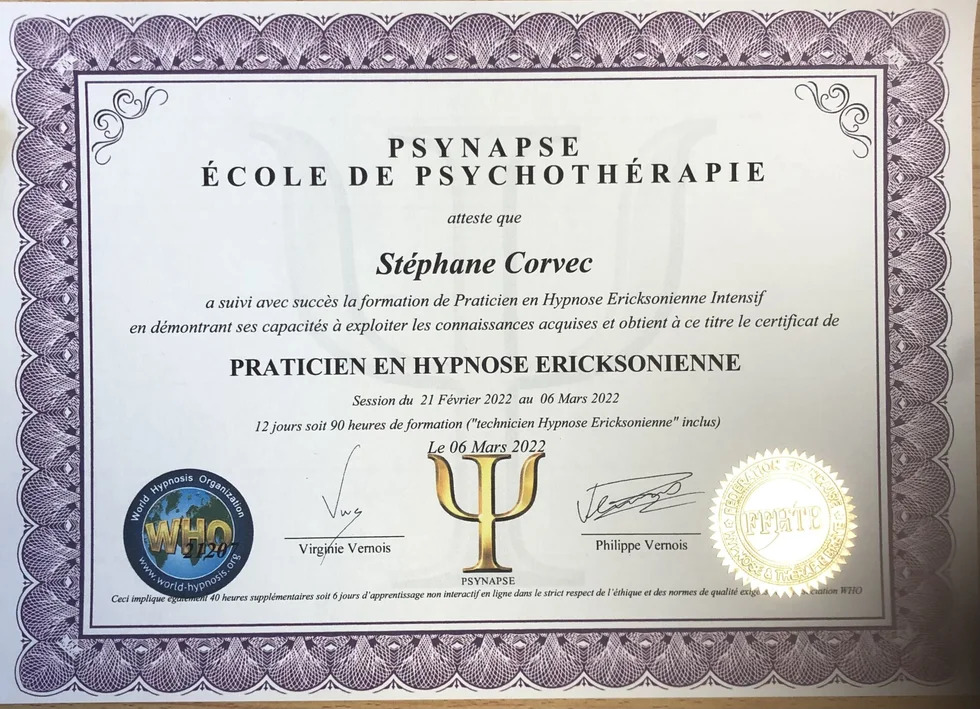 PSYNAPSE
ÉCOLE DE PSYCHOTHÉRAPIE
atteste que
Stéphane Corvec
a suivi avec succès la formation de Praticien en Hypnose Ericksonienne Intensif
en démontrant ses capacités à exploiter les connaissances acquises et obtient à ce titre le certificat de
PRATICIEN EN HYPNOSE ERICKSONIENNE
Session du 21 Février 2022 au 06 Mars 2022
12 jours soit 90 heures de formation ("technicien Hypnose Ericksonienne" inclus)
Le 06 Mars 2022
World Hypnosis Organization
WHO
21207
www.world-hypnosis.org
Virginie Vernois
PSYNAPSE
Philippe Vernois
FFHTB
Ceci implique également 40 heures supplémentaires soit 6 jours d'apprentissage non interactif en ligne dans le strict respect de l'éthique et des normes de qualité WHO